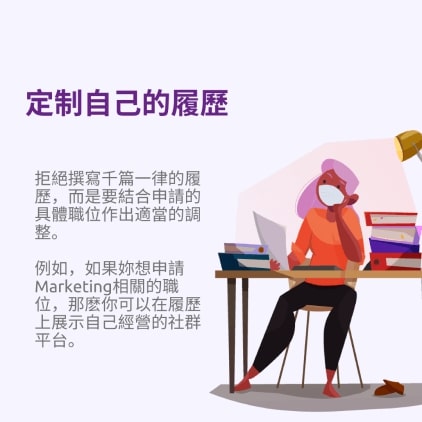 定制自己的履歷
拒絕撰寫千篇一律的履
歷，而是要結合申請的
具體職位作出適當的調
整。
例如，如果妳想申請
Marketing相關的職
位，那麼你可以在履歷
上展示自己經營的社群
平台。